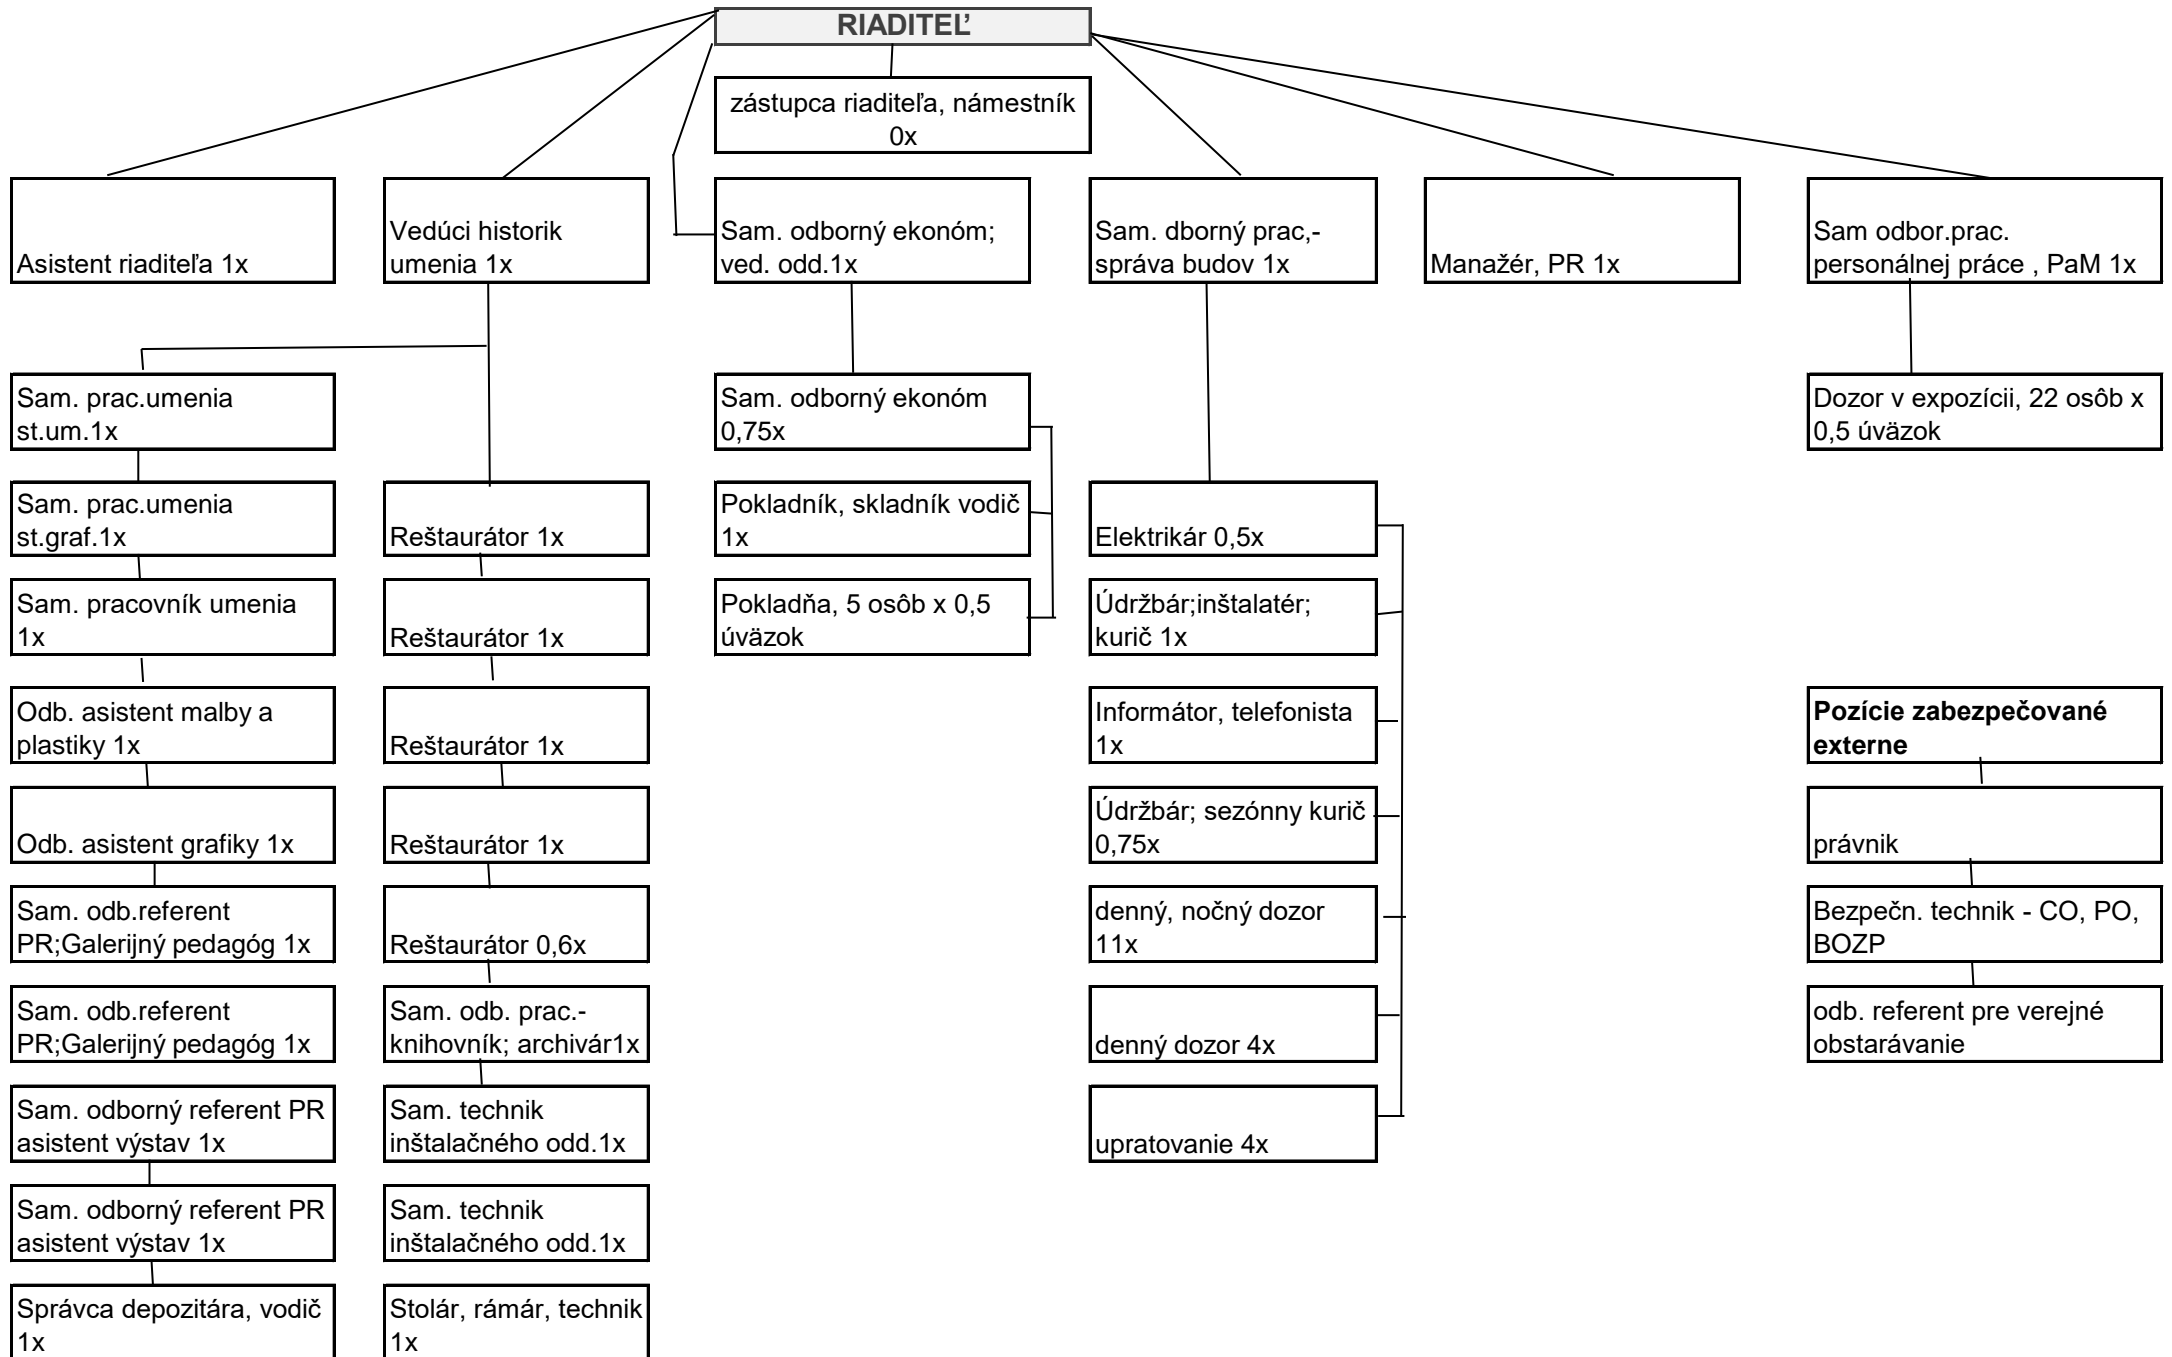 RIADITEĽ
zástupca riaditeľa, námestník
0x
Asistent riaditeľa 1x
Vedúci historik
umenia 1x
Sam. odborný ekonóm;
ved. odd.1x
Sam. dborný prac,-
správa budov 1x
Manažér, PR 1x
Sam odbor.prac.
personálnej práce , PaM 1x
Sam. prac.umenia
st.um.1x
Sam. odborný ekonóm
0,75x
Dozor v expozícii, 22 osôb x
0,5 úväzok
Sam. prac.umenia
st.graf.1x
Reštaurátor 1x
Pokladník, skladník vodič
1x
Elektrikár 0,5x
Sam. pracovník umenia
1x
Reštaurátor 1x
Pokladňa, 5 osôb x 0,5
úväzok
Údržbár;inštalatér;
kurič 1x
Odb. asistent malby a
plastiky 1x
Reštaurátor 1x
Informátor, telefonista
1x
Pozície zabezpečované
externe
Odb. asistent grafiky 1x
Reštaurátor 1x
Údržbár; sezónny kurič
0,75x
právnik
Sam. odb.referent
PR;Galerijný pedagóg 1x
Reštaurátor 0,6x
denný, nočný dozor
11x
Bezpečn. technik - CO, PO,
BOZP
Sam. odb.referent
PR;Galerijný pedagóg 1x
Sam. odb. prac.-
knihovník; archivár1x
denný dozor 4x
odb. referent pre verejné
obstarávanie
Sam. odborný referent PR
asistent výstav 1x
Sam. technik
inštalačného odd.1x
upratovanie 4x
Sam. odborný referent PR
asistent výstav 1x
Sam. technik
inštalačného odd.1x
Správca depozitára, vodič
1x
Stolár, rámár, technik
1x